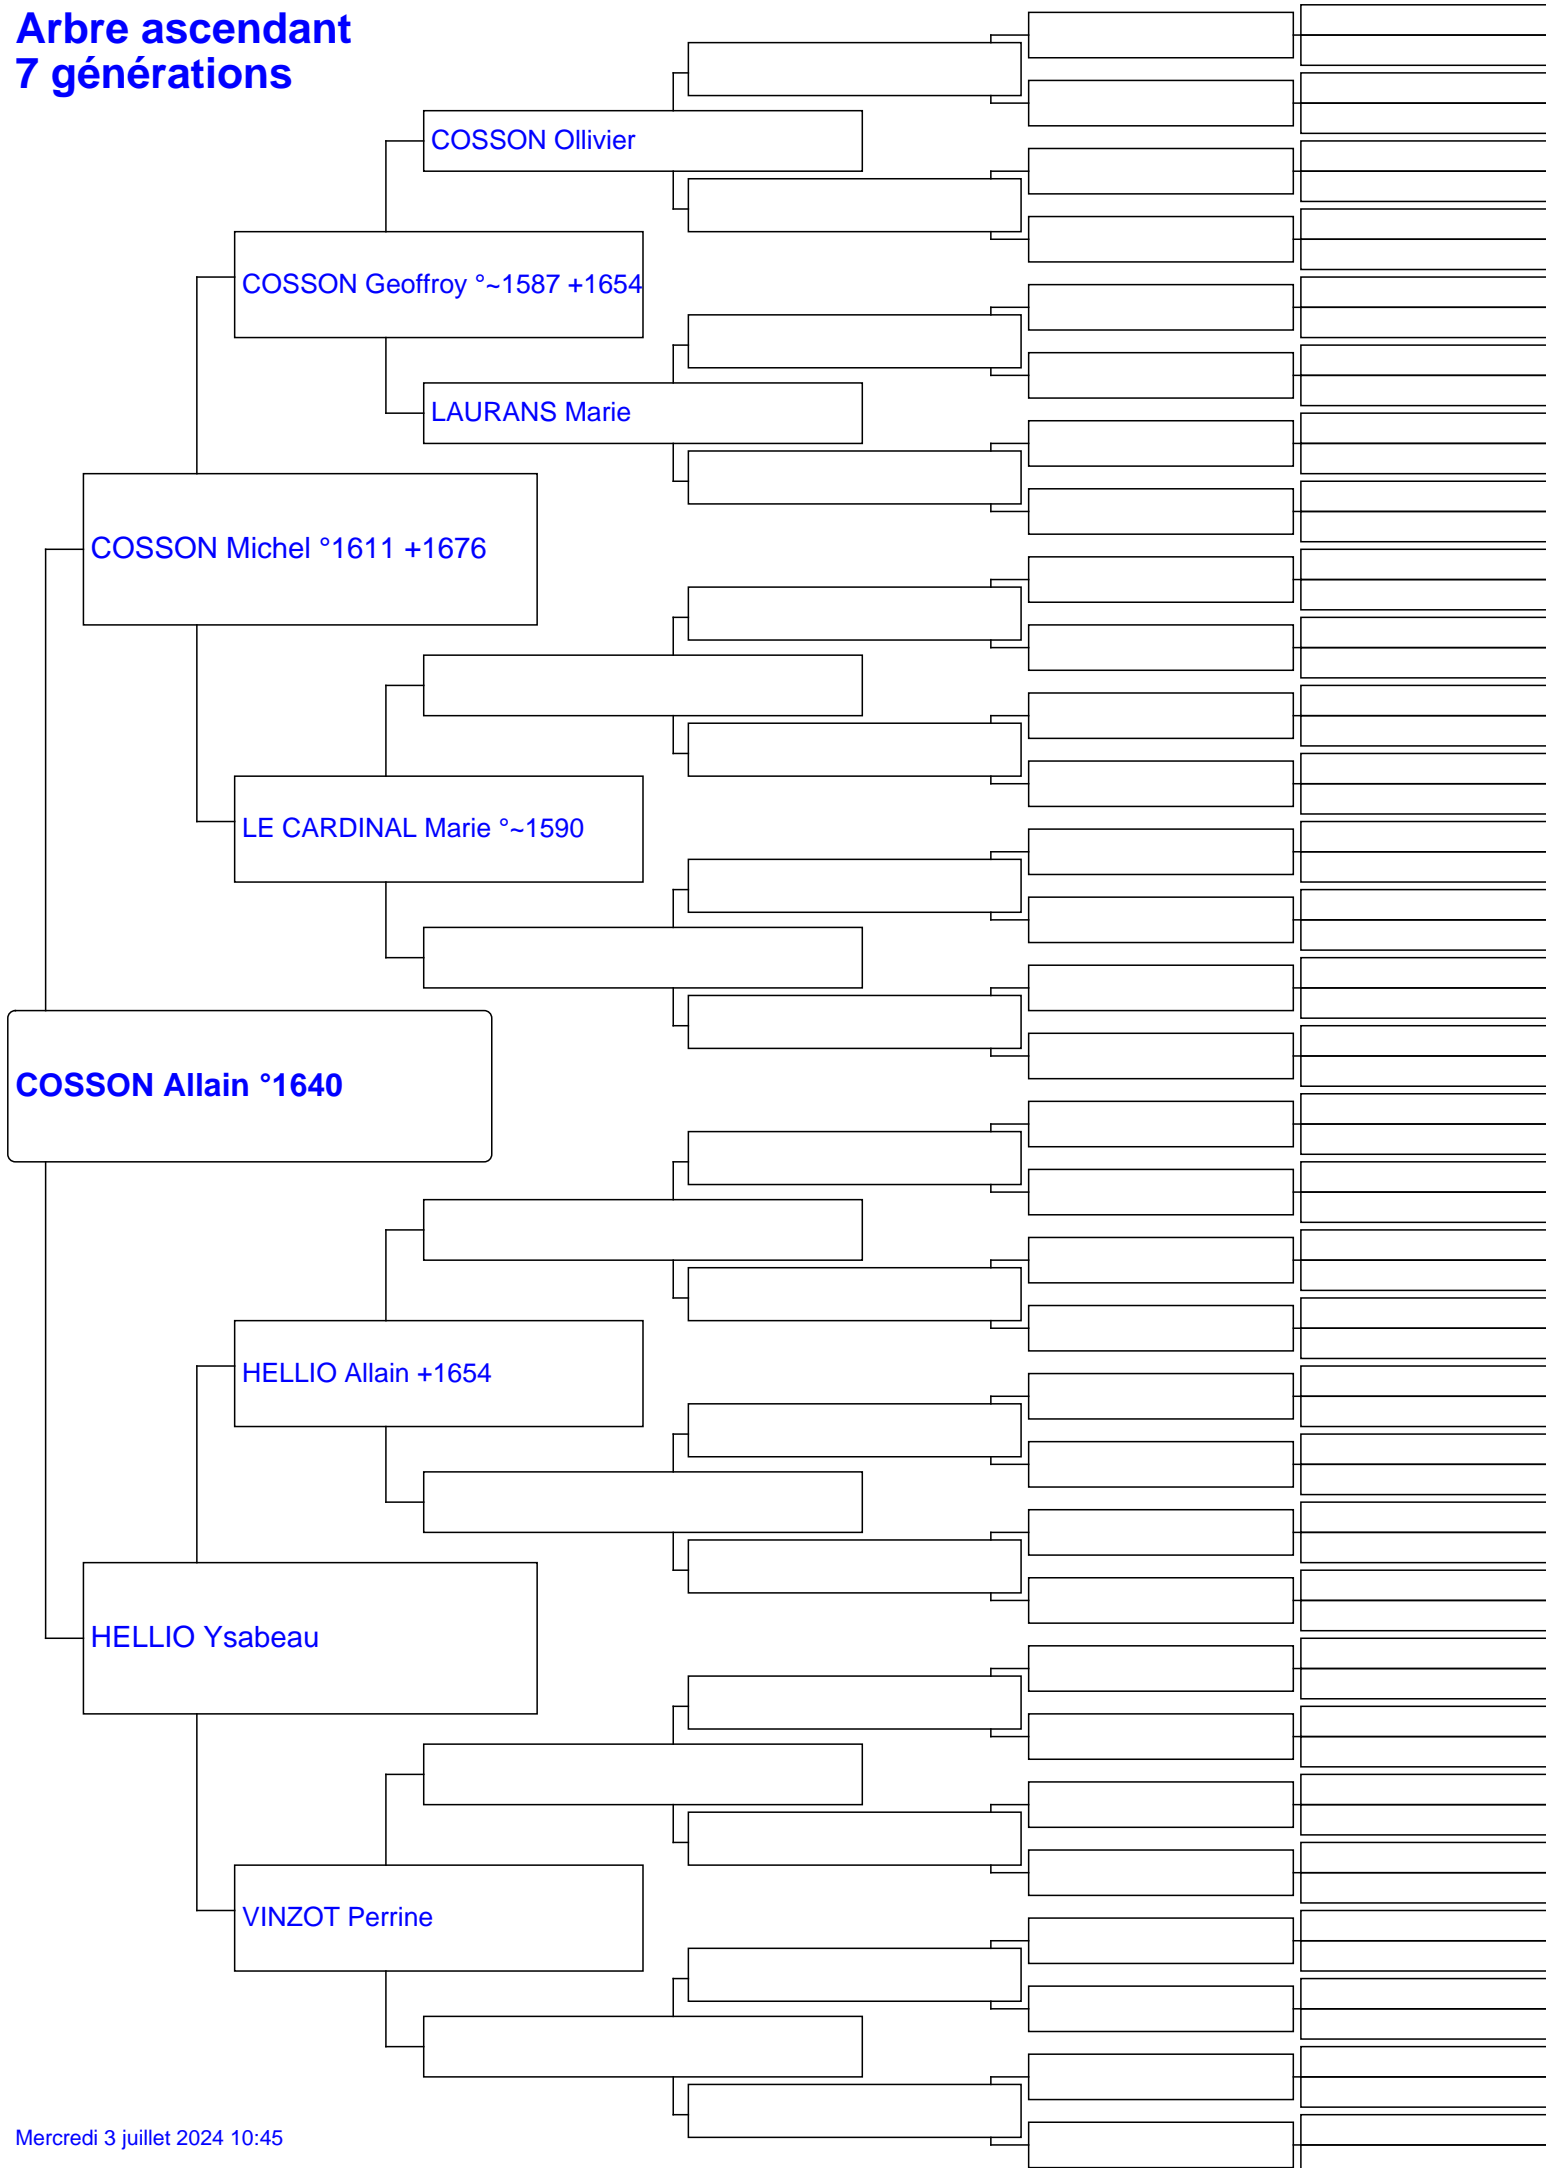 Arbre ascendant
7 générations
COSSON Ollivier
COSSON Geoffroy °~1587 +1654
LAURANS Marie
COSSON Michel °1611 +1676
LE CARDINAL Marie °~1590
COSSON Allain °1640
HELLIO Allain +1654
HELLIO Ysabeau
VINZOT Perrine
Mercredi 3 juillet 2024 10:45